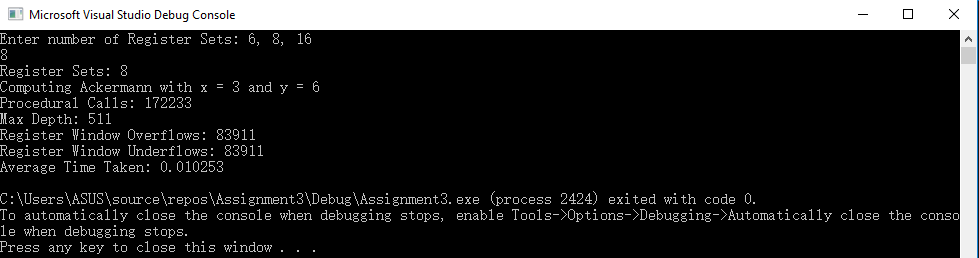 Microsoft Visual Studio Debug Console
Enter number of Register Sets: 6, 8, 16
8
Register Sets: 8
Computing Ackermann with x = 3 and y = 6
Procedural Calls: 172233
Max Depth: 511
Register Window Overflows: 83911
Register Window Underflows: 83911
Average Time Taken: 0.010253
C:\Users\ASUS\source\repos\Assignment3\Debug\Assignment3.exe (process 2424) exited with code 0.
To automatically close the console when debugging stops, enable Tools->Options->Debugging->Automatically close the conso
le when debugging stops.
Press any key to close this window . . .